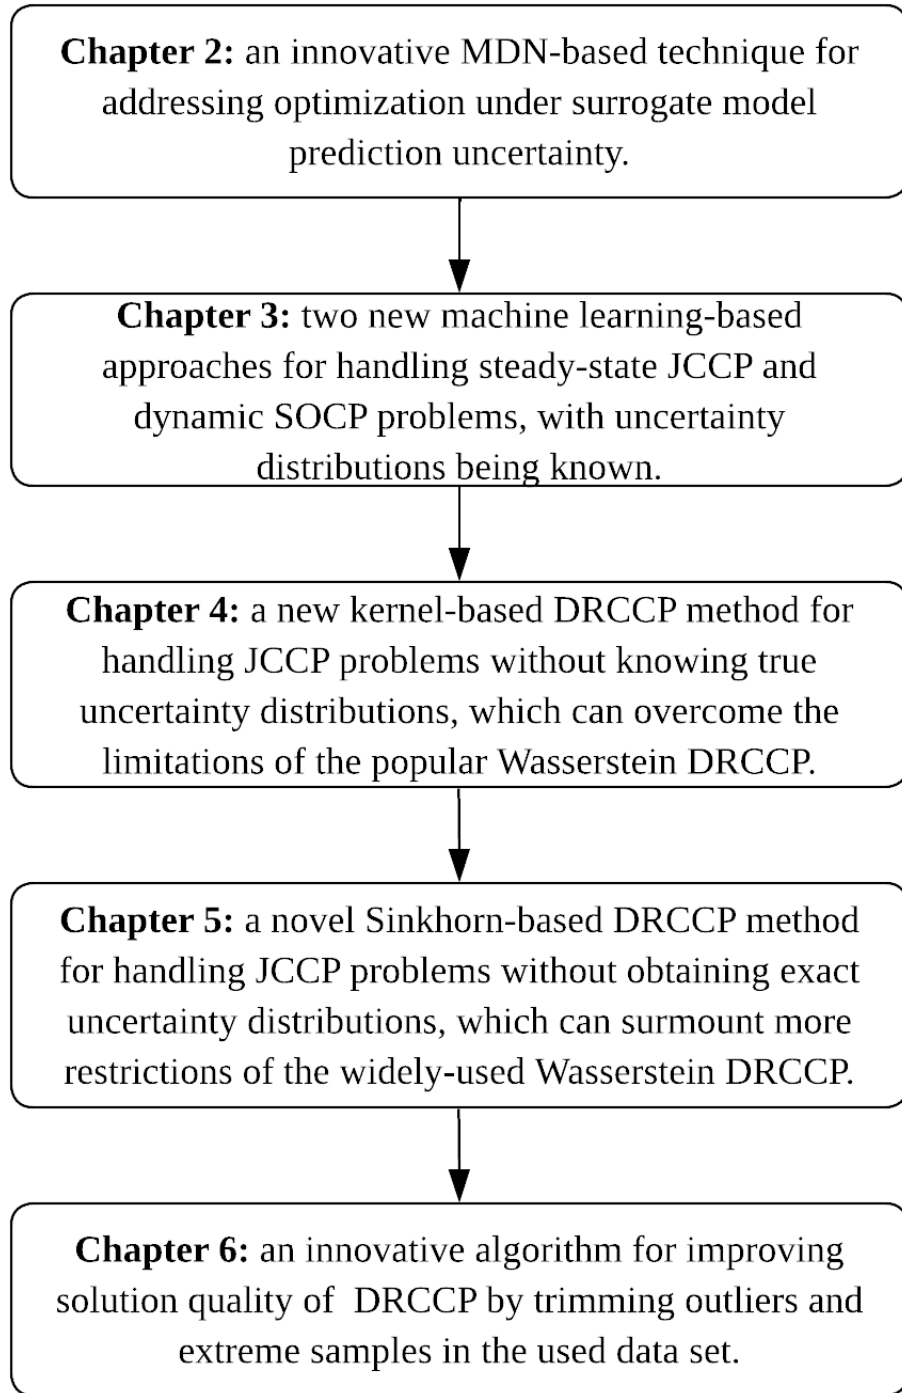 Chapter 2: an innovative MDN-based technique for
addressing optimization under surrogate model
prediction uncertainty.
Chapter 3: two new machine learning-based
approaches for handling steady-state JCCP and
dynamic SOCP problems, with uncertainty
distributions being known.
Chapter 4: a new kernel-based DRCCP method for
handling JCCP problems without knowing true
uncertainty distributions, which can overcome the
limitations of the popular Wasserstein DRCCP.
Chapter 5: a novel Sinkhorn-based DRCCP method
for handling JCCP problems without obtaining exact
uncertainty distributions, which can surmount more
restrictions of the widely-used Wasserstein DRCCP.
Chapter 6: an innovative algorithm for improving
solution quality of DRCCP by trimming outliers and
extreme samples in the used data set.